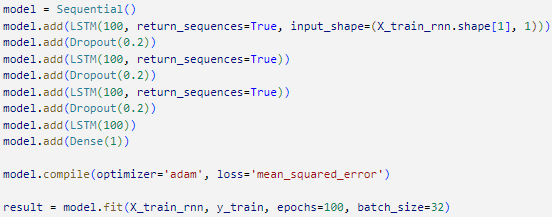 model = Sequential()
model.add(LSTM(100, return_sequences=True, input_shape=(X_train_rnn.shape[1], 1)))
model.add(Dropout(0.2))
model.add(LSTM(100, return_sequences=True))
model.add(Dropout(0.2))
model.add(LSTM(100, return_sequences=True))
model.add(Dropout(0.2))
model.add(LSTM(100))
model.add(Dense(1))
model.compile(optimizer='adam', loss='mean_squared_error')
result = model.fit(X_train_rnn, y_train, epochs=100, batch_size=32)